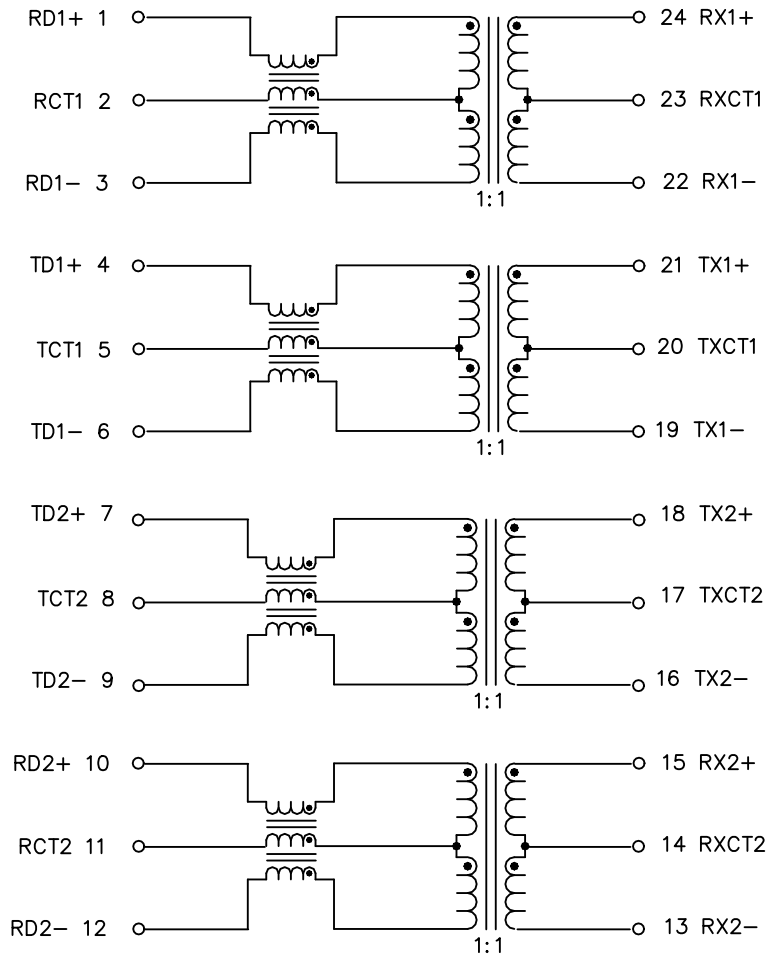 RD1+ 1 24 RX1+
RCT1 2 23 RXCT1
RD1− 3 22 RX1−
1:1
TD1+ 4 21 TX1+
TCT1 5 20 TXCT1
TD1− 6 19 TX1−
1:1
TD2+ 7 18 TX2+
TCT2 8 17 TXCT2
TD2− 9 16 TX2−
1:1
RD2+ 10 15 RX2+
RCT2 11 14 RXCT2
RD2− 12 13 RX2−
1:1